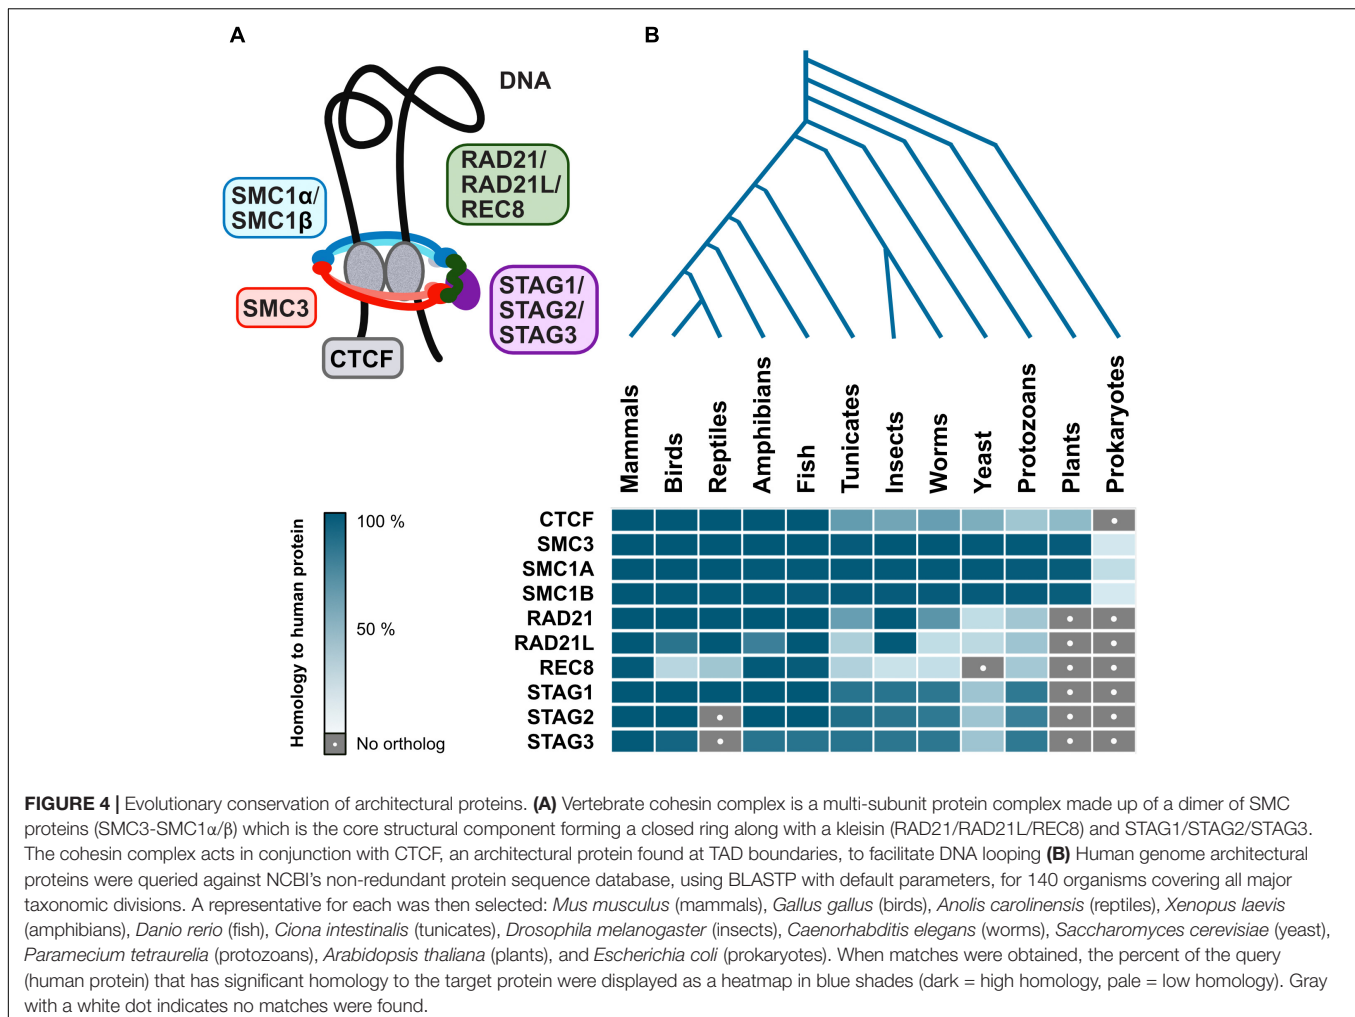 A
B
DNA
RAD21/
RAD21L/
REC8
SMC1α/
SMC1β
STAG1/
STAG2/
STAG3
SMC3
CTCF
Mammals
Birds
Reptiles
Amphibians
Fish
Tunicates
Insects
Worms
Yeast
Protozoans
Plants
Prokaryotes
Homology to human protein
100 %
50 %
No ortholog
CTCF
SMC3
SMC1A
SMC1B
RAD21
RAD21L
REC8
STAG1
STAG2
STAG3
FIGURE 4 | Evolutionary conservation of architectural proteins. (A) Vertebrate cohesin complex is a multi-subunit protein complex made up of a dimer of SMC
proteins (SMC3-SMC1α/β) which is the core structural component forming a closed ring along with a kleisin (RAD21/RAD21L/REC8) and STAG1/STAG2/STAG3.
The cohesin complex acts in conjunction with CTCF, an architectural protein found at TAD boundaries, to facilitate DNA looping (B) Human genome architectural
proteins were queried against NCBI's non-redundant protein sequence database, using BLASTP with default parameters, for 140 organisms covering all major
taxonomic divisions. A representative for each was then selected: Mus musculus (mammals), Gallus gallus (birds), Anolis carolinensis (reptiles), Xenopus laevis
(amphibians), Danio rerio (fish), Ciona intestinalis (tunicates), Drosophila melanogaster (insects), Caenorhabditis elegans (worms), Saccharomyces cerevisiae (yeast),
Paramecium tetraurelia (protozoans), Arabidopsis thaliana (plants), and Escherichia coli (prokaryotes). When matches were obtained, the percent of the query
(human protein) that has significant homology to the target protein were displayed as a heatmap in blue shades (dark = high homology, pale = low homology). Gray
with a white dot indicates no matches were found.